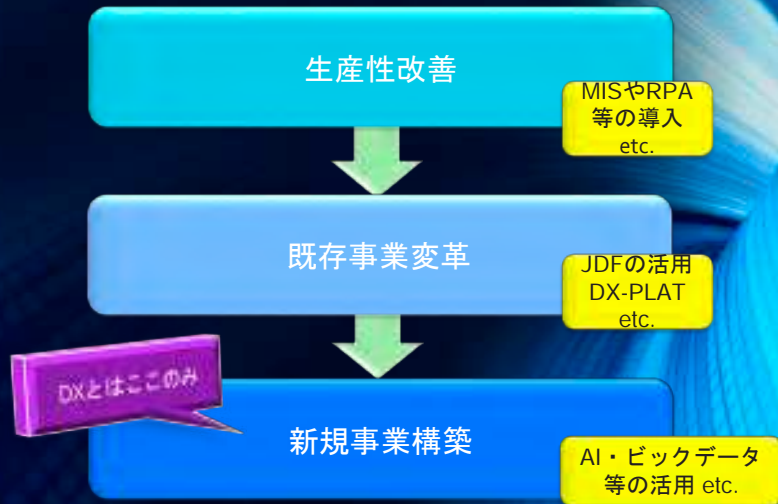 生産性改善
MISやRPA
等の導入
etc.
既存事業変革
JDFの活用
DX-PLAT
etc.
DXとはここのみ
新規事業構築
AI・ビックデータ
等の活用 etc.